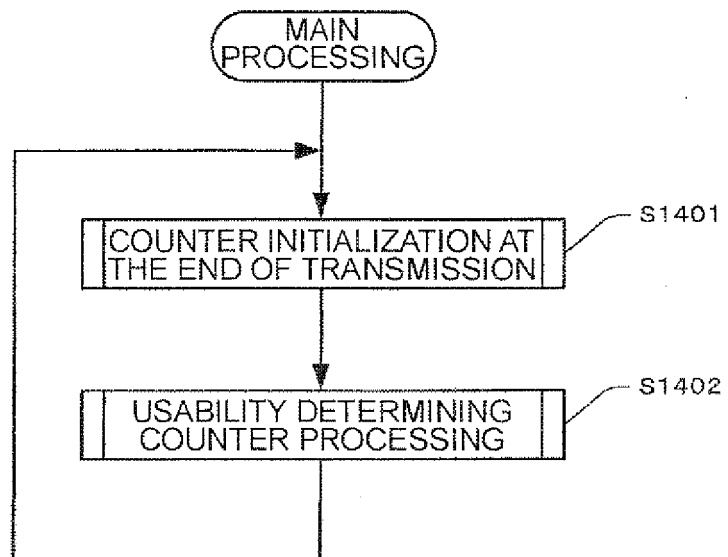 MAIN
PROCESSING
S1401
COUNTER INITIALIZATION AT
THE END OF TRANSMISSION
S1402
USABILITY DETERMINING
COUNTER PROCESSING